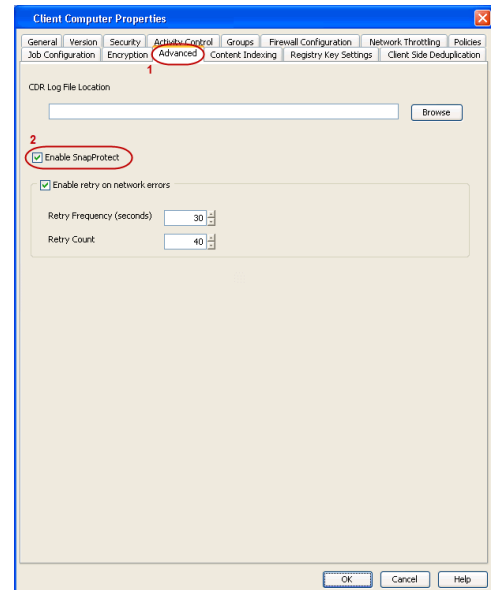 Client Computer Properties
General Version Security Activity Control Groups Firewall Configuration Network Throttling Policies
Job Configuration Encryption Advanced Content Indexing Registry Key Settings Client Side Deduplication
1
CDR Log File Location
Browse
2
Enable SnapProtect
Enable retry on network errors
Retry Frequency (seconds) 30
Retry Count 40
OK Cancel Help